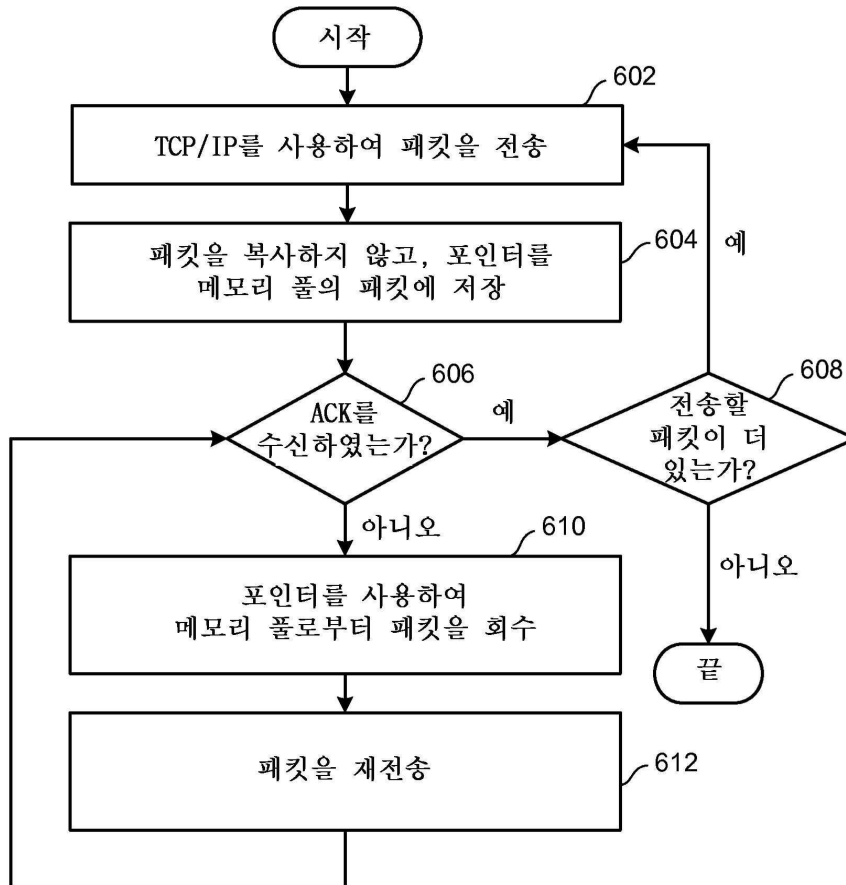 시작
602
TCP/IP를 사용하여 패킷을 전송
604
패킷을 복사하지 않고, 포인터를
메모리 풀의 패킷에 저장
예
606
ACK를
수신하였는가?
예
608
전송할
패킷이 더
있는가?
아니오
610
아니오
포인터를 사용하여
메모리 풀로부터 패킷을 회수
끝
패킷을 재전송
612